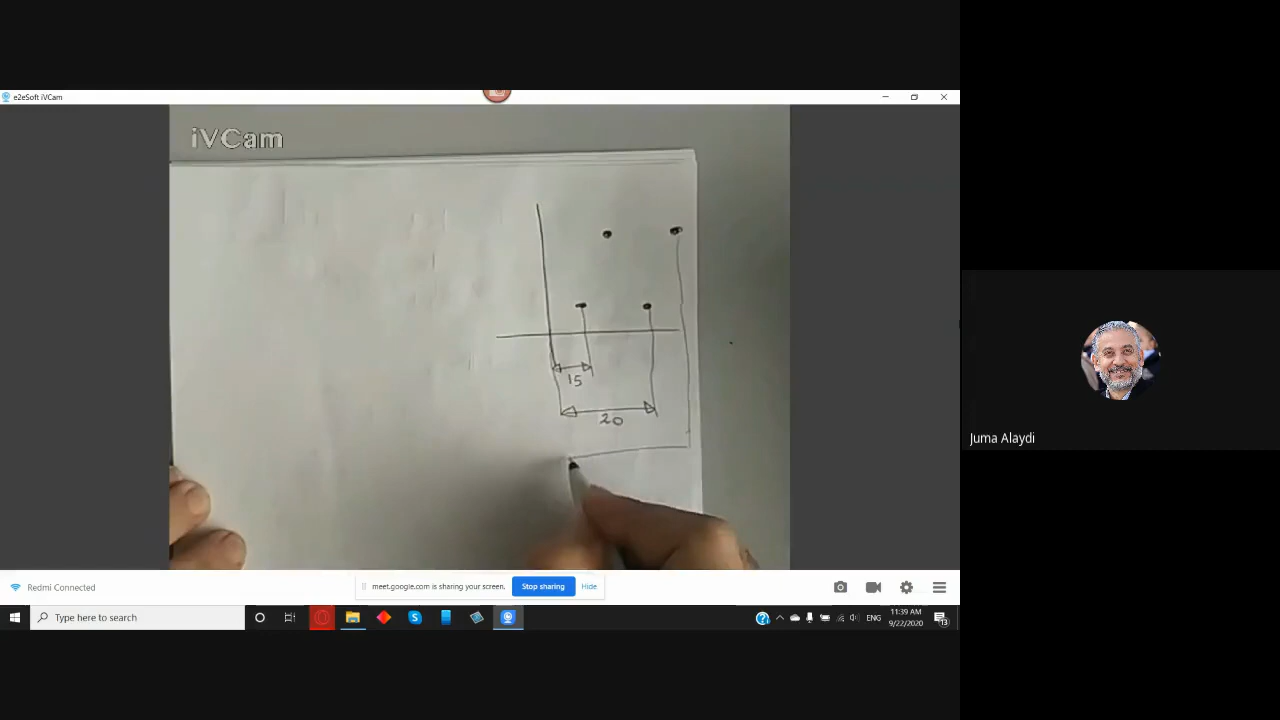 e2eSoft iVCam
iVCam
15
20
Juma Alaydi
Redmi Connected
meet.google.com is sharing your screen.
Stop sharing
Hide
Type here to search
ENG
11:39 AM
9/22/2020
13